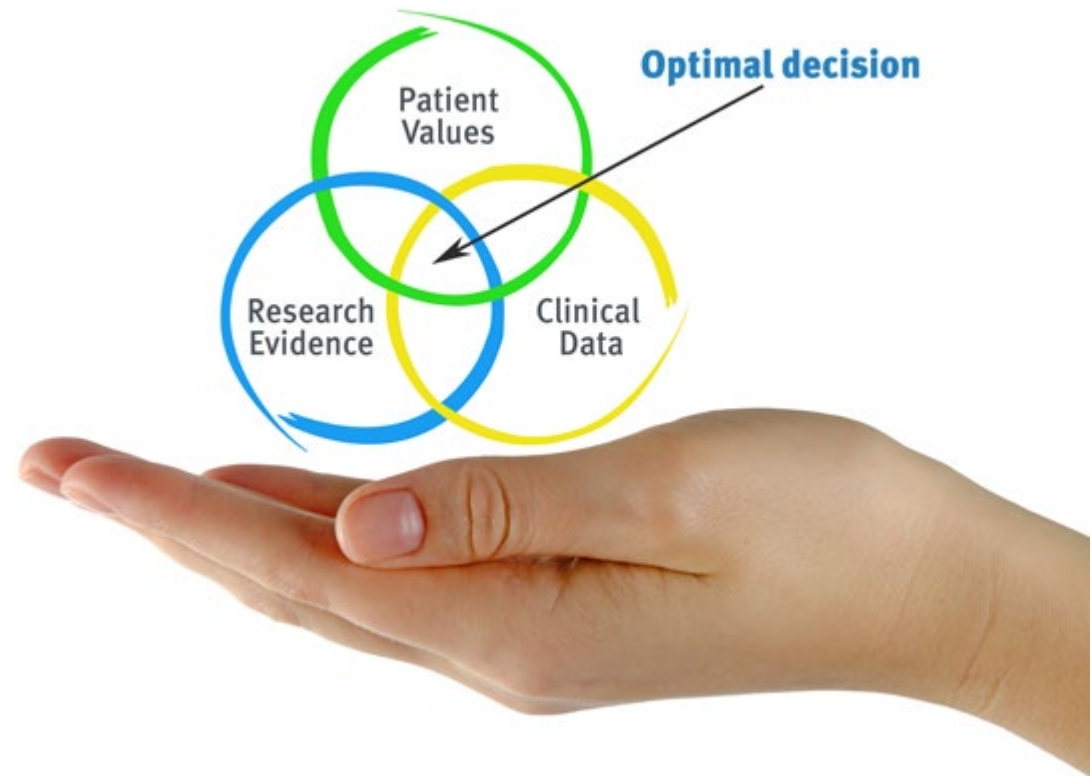 Optimal decision
Patient
Values
Research
Evidence
Clinical
Data